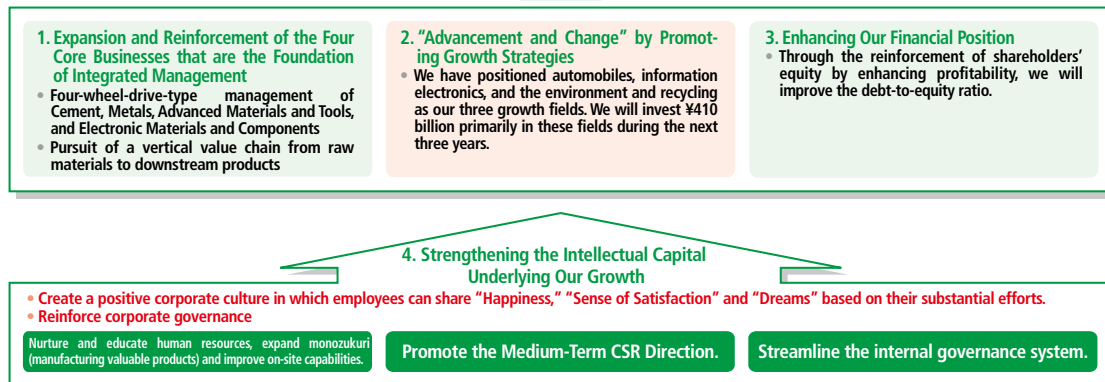 1. Expansion and Reinforcement of the Four
Core Businesses that are the Foundation
of Integrated Management
• Four-wheel-drive-type management of
Cement, Metals, Advanced Materials and Tools,
and Electronic Materials and Components
• Pursuit of a vertical value chain from raw
materials to downstream products
2. “Advancement and Change” by Promot-
ing Growth Strategies
• We have positioned automobiles, information
electronics, and the environment and recycling
as our three growth fields. We will invest ¥410
billion primarily in these fields during the next
three years.
3. Enhancing Our Financial Position
• Through the reinforcement of shareholders’
equity by enhancing profitability, we will
improve the debt-to-equity ratio.
4. Strengthening the Intellectual Capital
Underlying Our Growth
• Create a positive corporate culture in which employees can share “Happiness,” “Sense of Satisfaction” and “Dreams” based on their substantial efforts.
• Reinforce corporate governance
Nurture and educate human resources, expand monozukuri
(manufacturing valuable products) and improve on-site capabilities.
Promote the Medium-Term CSR Direction.
Streamline the internal governance system.